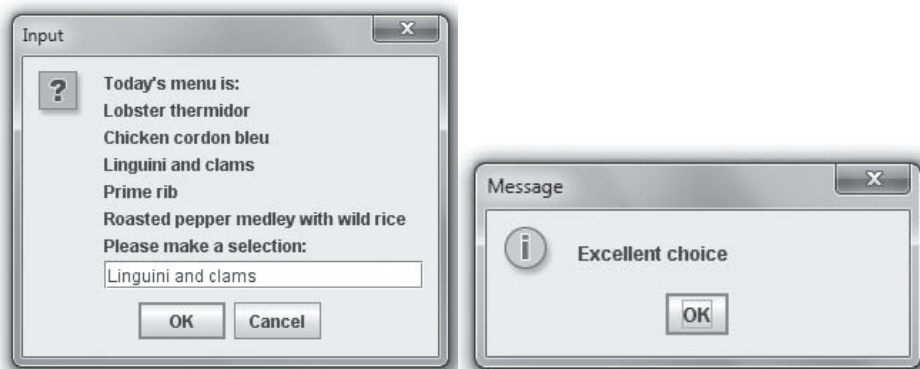 Input
x
?
Today's menu is:
Lobster thermidor
Chicken cordon bleu
Linguini and clams
Prime rib
Roasted pepper medley with wild rice
Please make a selection:
Linguini and clams
OK Cancel
Message
x
i
Excellent choice
OK